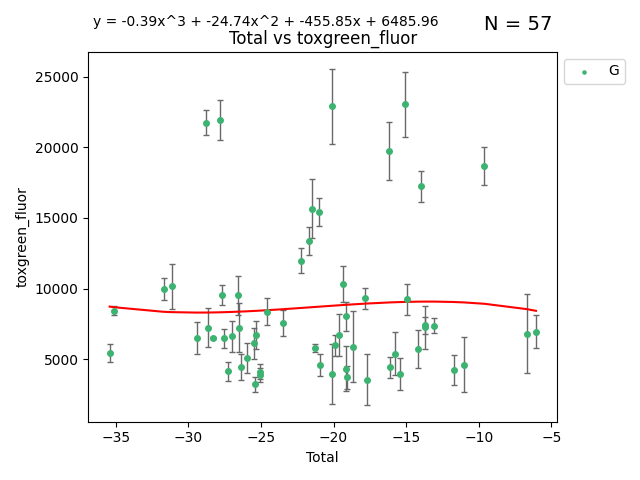 y = -0.39x^3 + -24.74x^2 + -455.85x + 6485.96
N = 57
Total vs toxgreen_fluor
G
toxgreen_fluor
25000
20000
15000
10000
5000
−35 −30 −25 −20 −15 −10 −5
Total